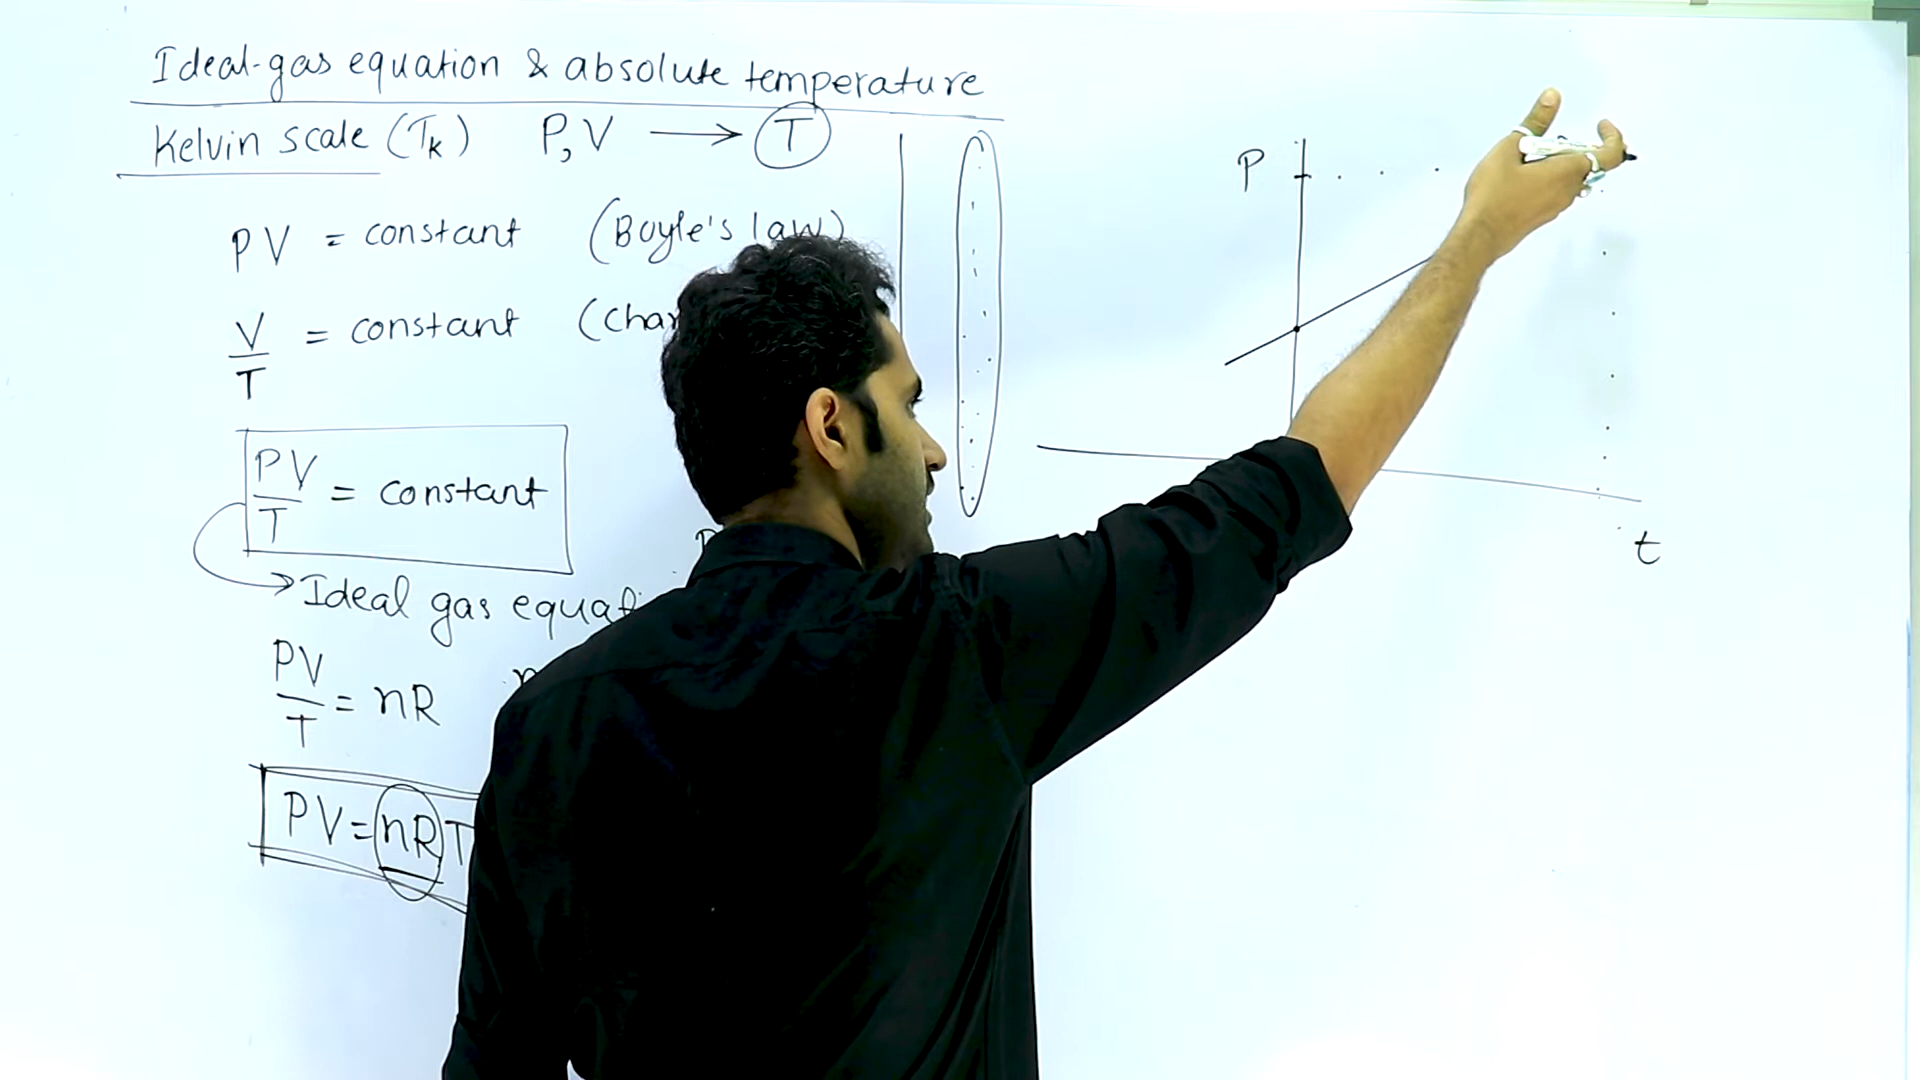 Ideal-gas equation & absolute temperature
Kelvin scale (Tk) P, V → T
PV = constant (Boyle's law)
V/T = constant
PV/T = constant
→ Ideal gas
PV/T = nR
PV = nRT
P
t